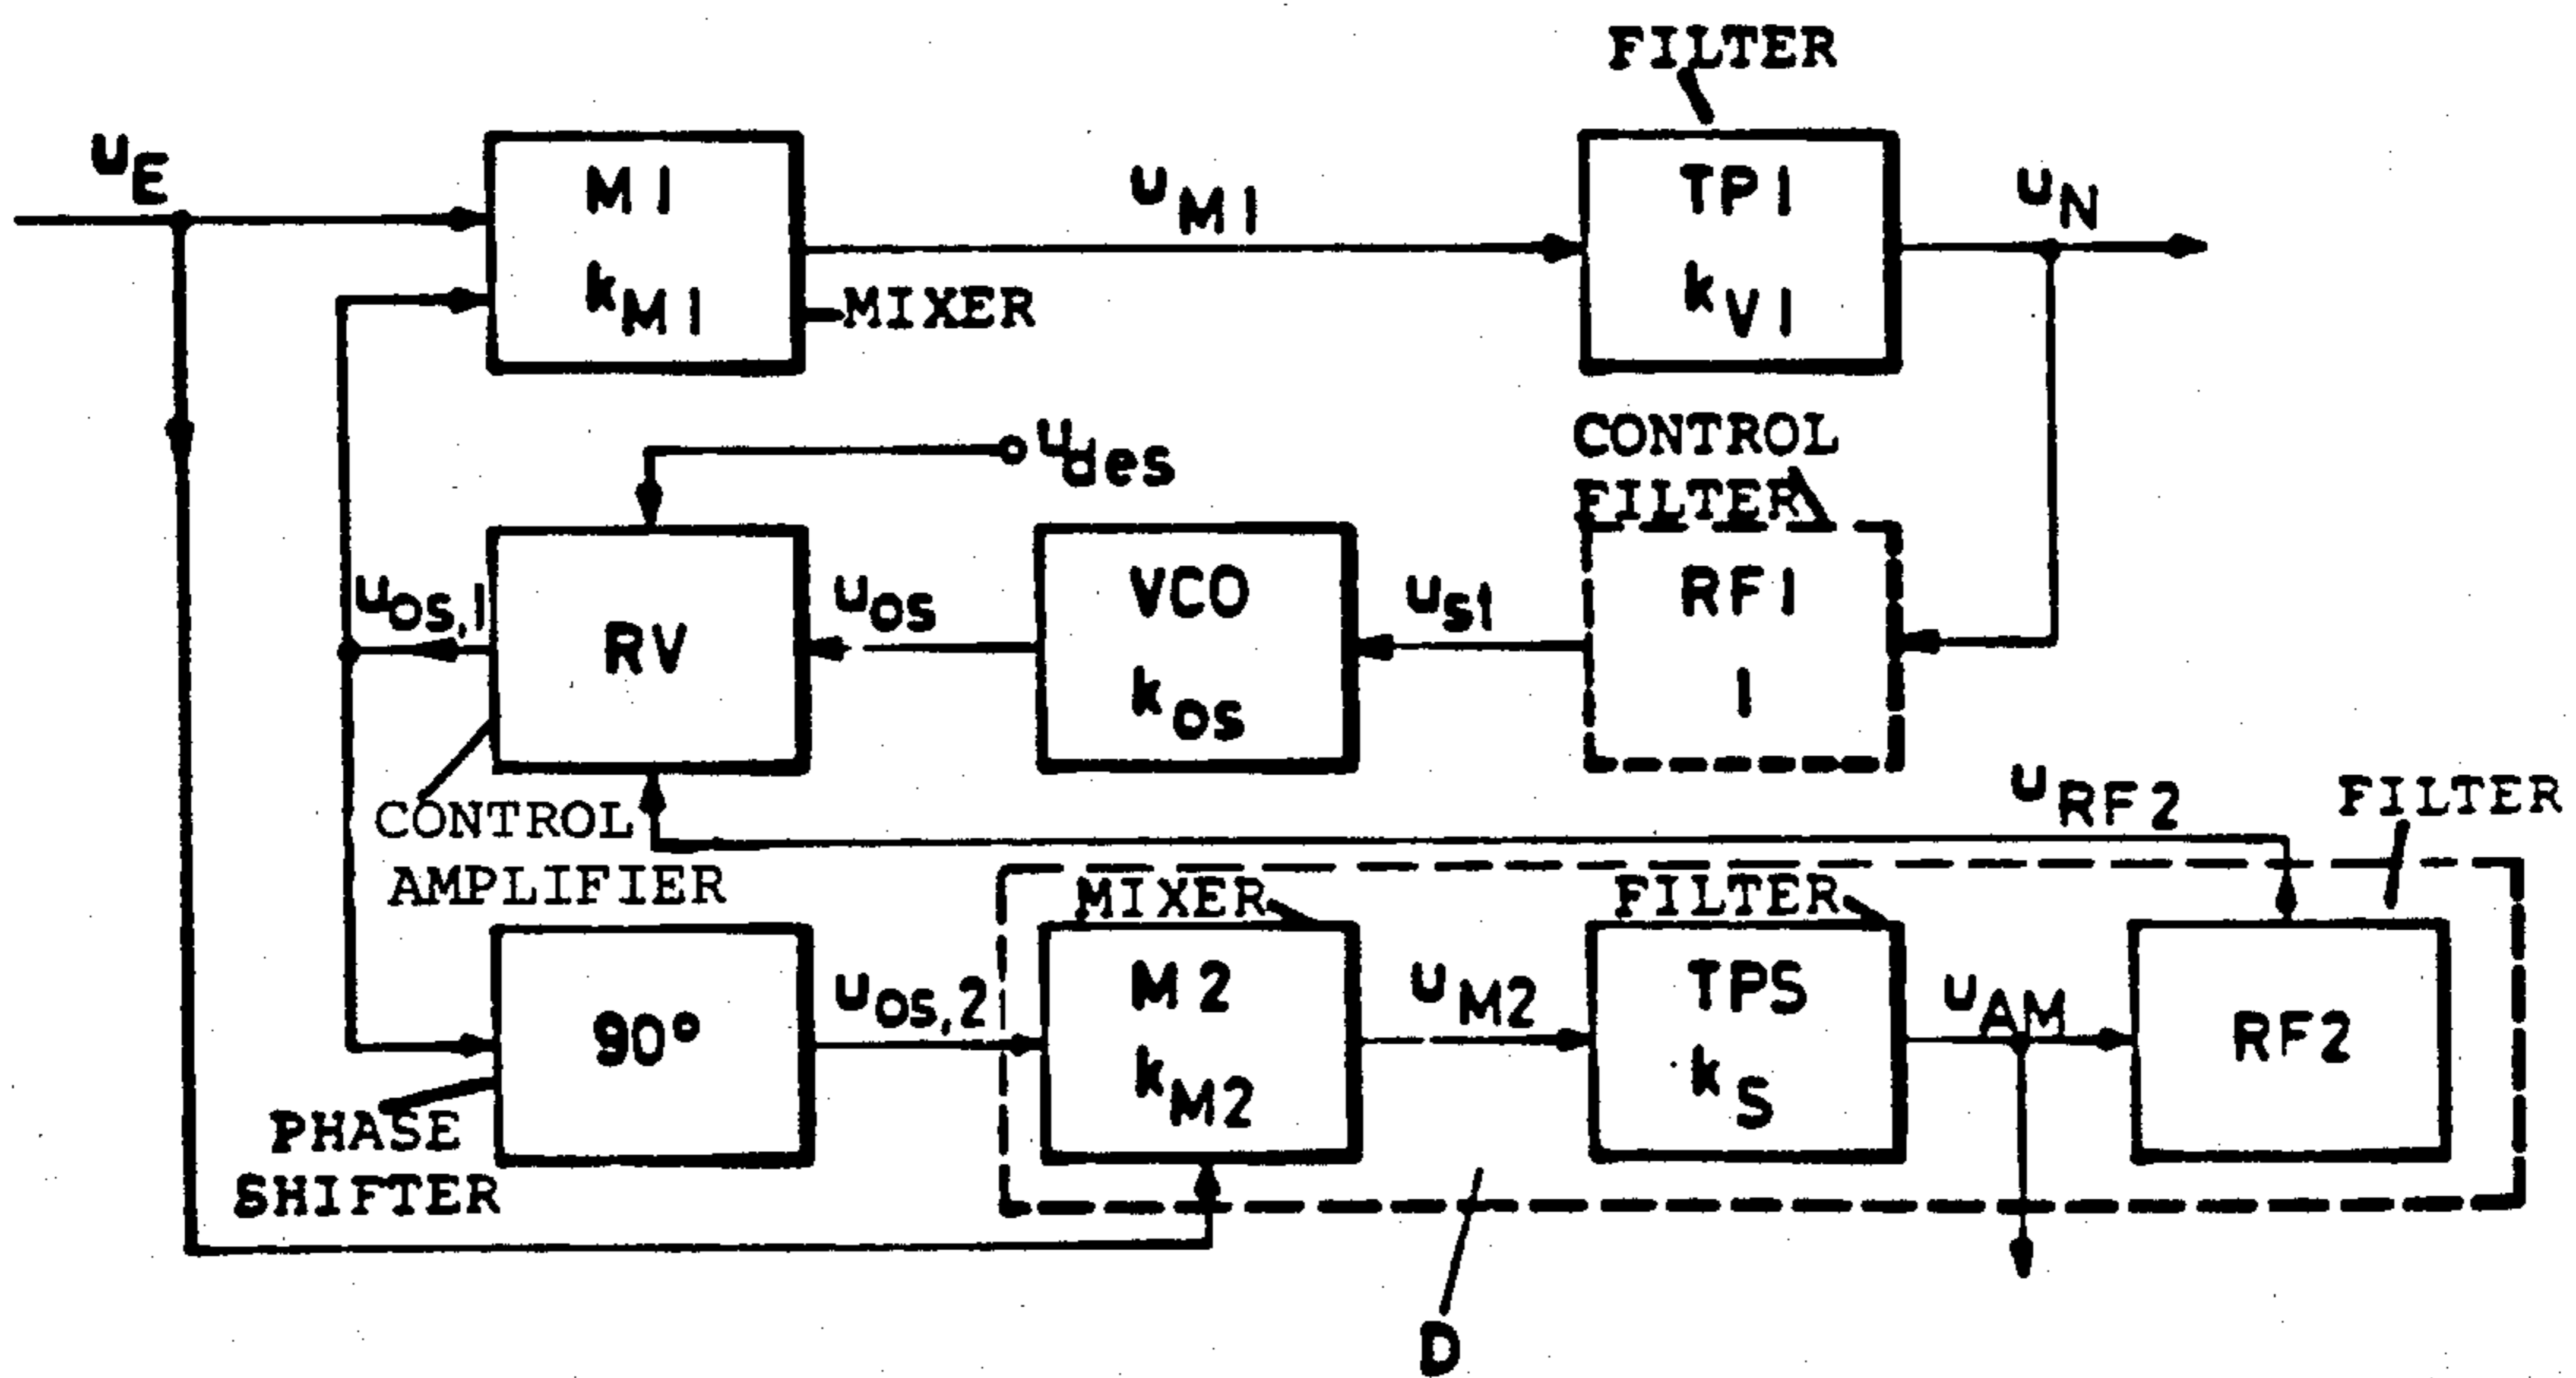 FILTER
u_E
M1
k_M1
MIXER
u_M1
TP1
k_V1
u_N
u_des
CONTROL
FILTER
RV
u_os,1
u_os
VCO
k_os
u_s1
RF1
1
CONTROL
AMPLIFIER
u_RF2
FILTER
MIXER
FILTER
90°
u_os,2
M2
k_M2
u_M2
TPS
k_S
u_AM
RF2
PHASE
SHIFTER
D